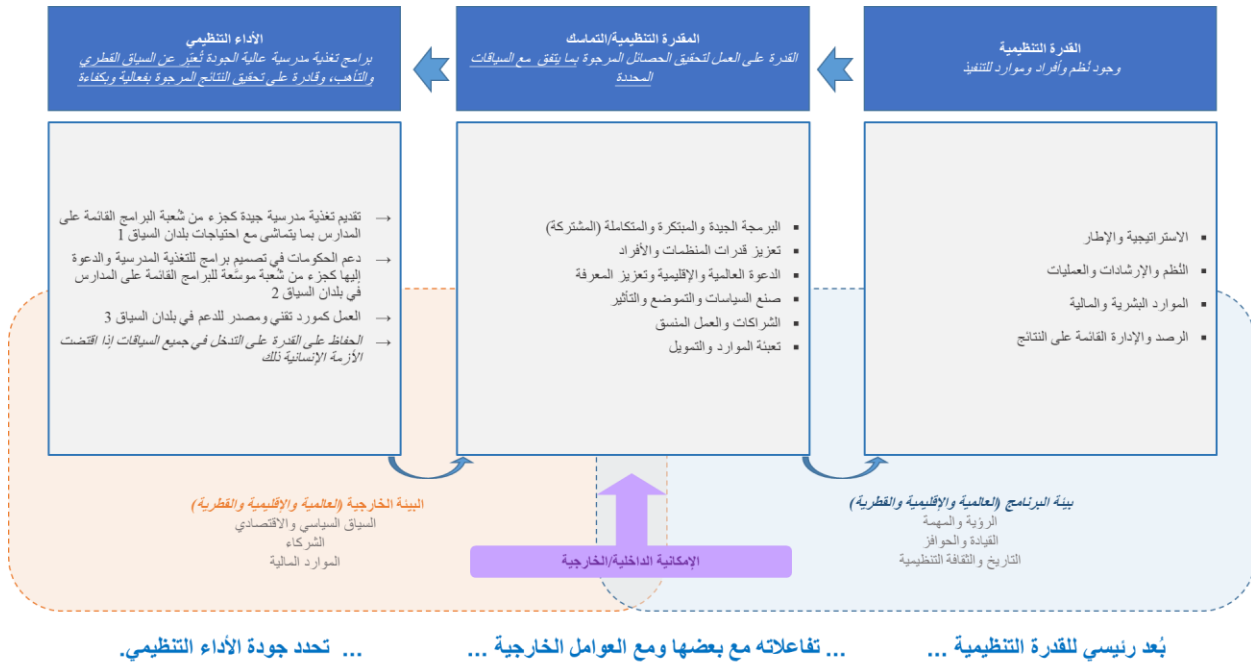 القدرة التنظيمية
وجود نُظم وأفراد وموارد للتنفيذ
المقدرة التنظيمية/التماسك
القدرة على العمل لتحقيق الحصائل المرجوة بما يتفق مع السياقات
المحددة
الأداء التنظيمي
برامج تغذية مدرسية عالية الجودة تُعبّر عن السياق القطري
والتأهب، وقادرة على تحقيق النتائج المرجوة بفعالية وبكفاءة
▪ الاستراتيجية والإطار
▪ النُظم والإرشادات والعمليات
▪ الموارد البشرية والمالية
▪ الرصد والإدارة القائمة على النتائج
▪ البرمجة الجيدة والمبتكرة والمتكاملة (المشتركة)
▪ تعزيز قدرات المنظمات والأفراد
▪ الدعوة العالمية والإقليمية وتعزيز المعرفة
▪ صنع السياسات والتموضع والتأثير
▪ الشراكات والعمل المنسق
▪ تعبئة الموارد والتمويل
→ تقديم تغذية مدرسية جيدة كجزء من شُعبة البرامج القائمة على
المدارس بما يتماشى مع احتياجات بلدان السياق 1
→ دعم الحكومات في تصميم برامج للتغذية المدرسية والدعوة
إليها كجزء من شُعبة موسّعة للبرامج القائمة على المدارس
في بلدان السياق 2
→ العمل كمورد تقني ومصدر للدعم في بلدان السياق 3
→ الحفاظ على القدرة على التدخل في جميع السياقات إذا اقتضت
الأزمة الإنسانية ذلك
بيئة البرنامج (العالمية والإقليمية والقطرية)
الرؤية والمهمة
القيادة والحوافز
التاريخ والثقافة التنظيمية
الإمكانية الداخلية/الخارجية
البيئة الخارجية (العالمية والإقليمية والقطرية)
السياق السياسي والاقتصادي
الشركاء
الموارد المالية
بُعد رئيسي للقدرة التنظيمية ...
... تفاعلاته مع بعضها ومع العوامل الخارجية ...
... تحدد جودة الأداء التنظيمي.